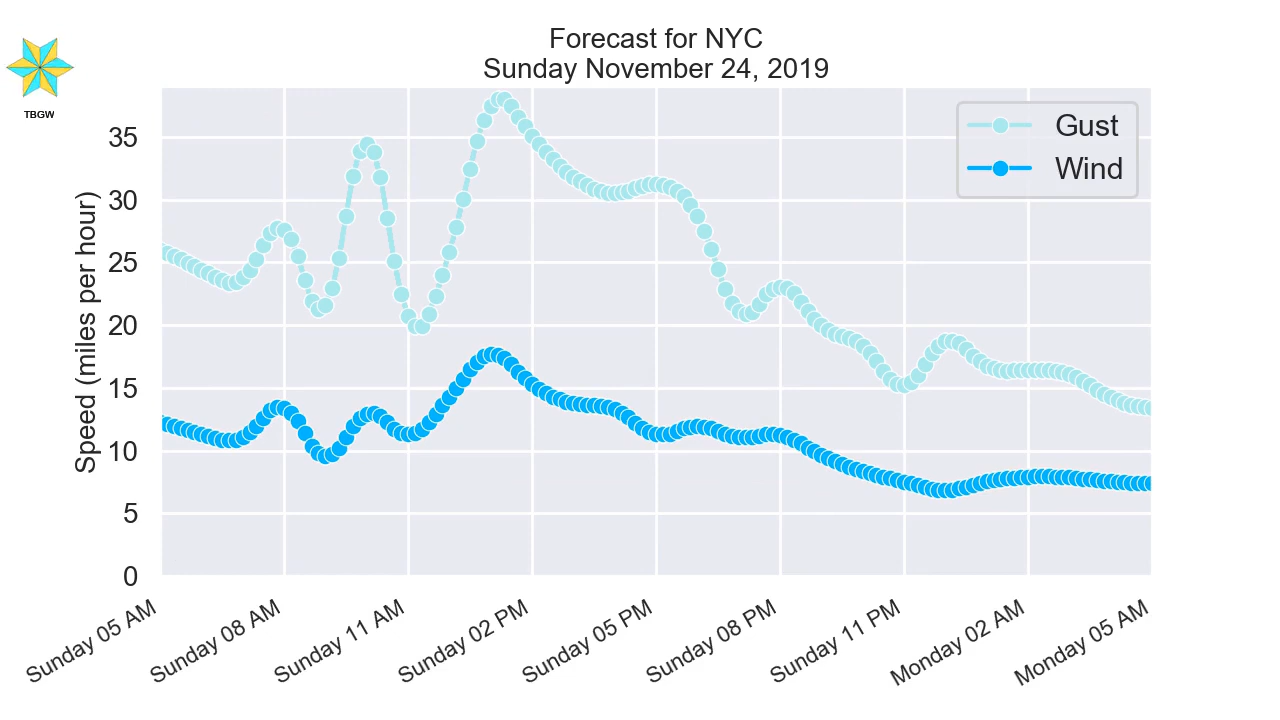 Forecast for NYC
Sunday November 24, 2019
TBGW
Gust
Wind
Speed (miles per hour)
35
30
25
20
15
10
5
0
Sunday 05 AM
Sunday 08 AM
Sunday 11 AM
Sunday 02 PM
Sunday 05 PM
Sunday 08 PM
Sunday 11 PM
Monday 02 AM
Monday 05 AM